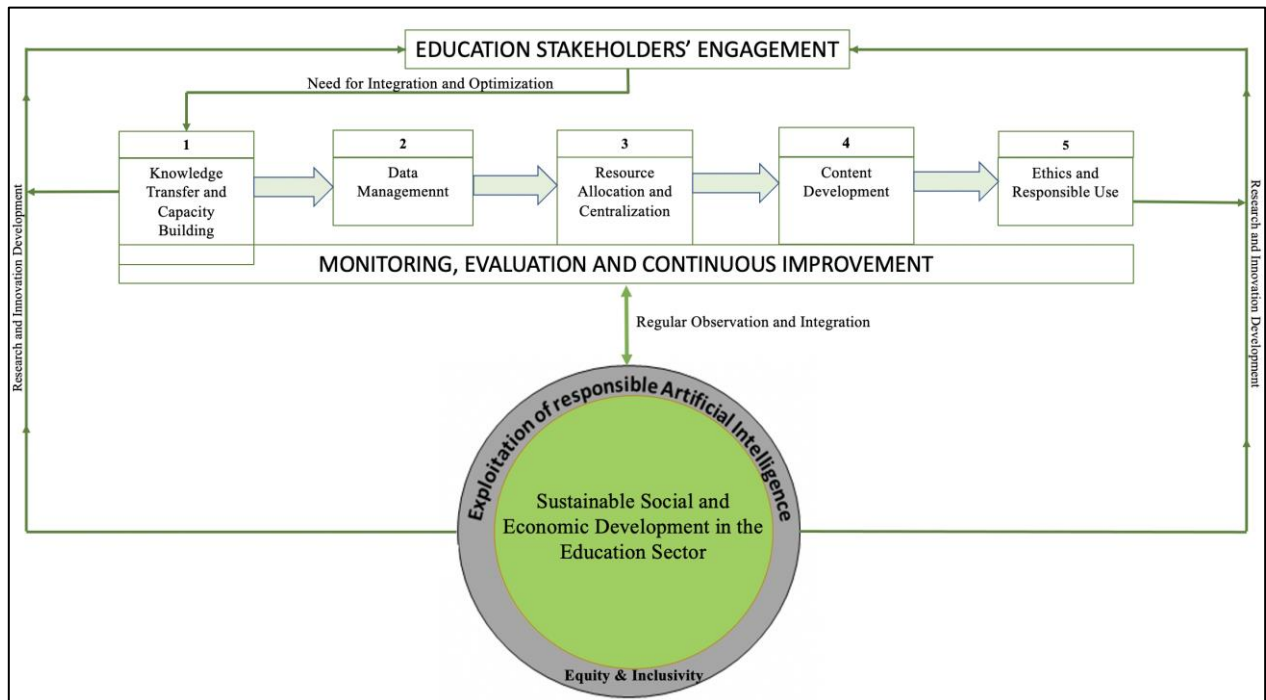 EDUCATION STAKEHOLDERS’ ENGAGEMENT
Need for Integration and Optimization
1
Knowledge
Transfer and
Capacity
Building
2
Data
Managemennt
3
Resource
Allocation and
Centralization
4
Content
Development
5
Ethics and
Responsible Use
Research and Innovation Development
Research and Innovation Development
MONITORING, EVALUATION AND CONTINUOUS IMPROVEMENT
Regular Observation and Integration
Exploitation of responsible Artificial Intelligence
Sustainable Social and
Economic Development in the
Education Sector
Equity & Inclusivity